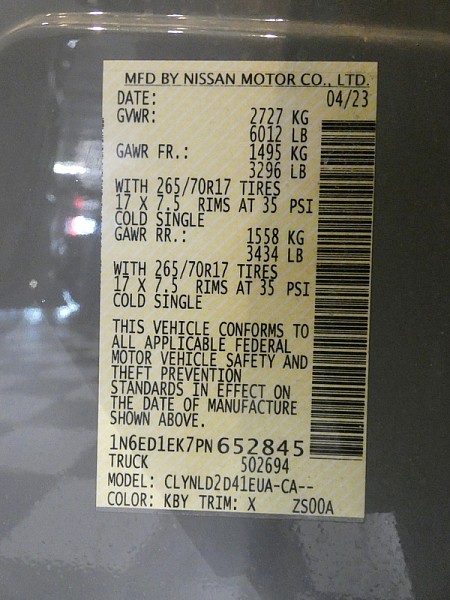 MFD BY NISSAN MOTOR CO., LTD.
DATE: 04/23
GVWR: 2727 KG
6012 LB
GAWR FR.: 1495 KG
3296 LB
WITH 265/70R17 TIRES
17 X 7.5 RIMS AT 35 PSI
COLD SINGLE
GAWR RR.: 1558 KG
3434 LB
WITH 265/70R17 TIRES
17 X 7.5 RIMS AT 35 PSI
COLD SINGLE
THIS VEHICLE CONFORMS TO
ALL APPLICABLE FEDERAL
MOTOR VEHICLE SAFETY AND
THEFT PREVENTION
STANDARDS IN EFFECT ON
THE DATE OF MANUFACTURE
SHOWN ABOVE.
1N6ED1EK7PN652845
TRUCK 502694
MODEL: CLYNLD2D41EUA-CA--
COLOR: KBY TRIM: X ZS00A